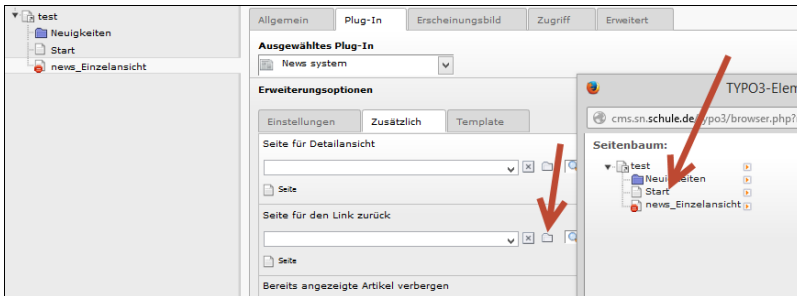 test
Neuigkeiten
Start
news_Einzelansicht
Allgemein Plug-In Erscheinungsbild Zugriff Erweitert
Ausgewähltes Plug-In
News system
Erweiterungsoptionen
Einstellungen Zusätzlich Template
Seite für Detailansicht
Seite
Seite für den Link zurück
Seite
Bereits angezeigte Artikel verbergen
TYPO3-Elem
cms.sn.schule.de/typo3/browser.php?
Seitenbaum:
test
Neuigkeiten
Start
news_Einzelansicht